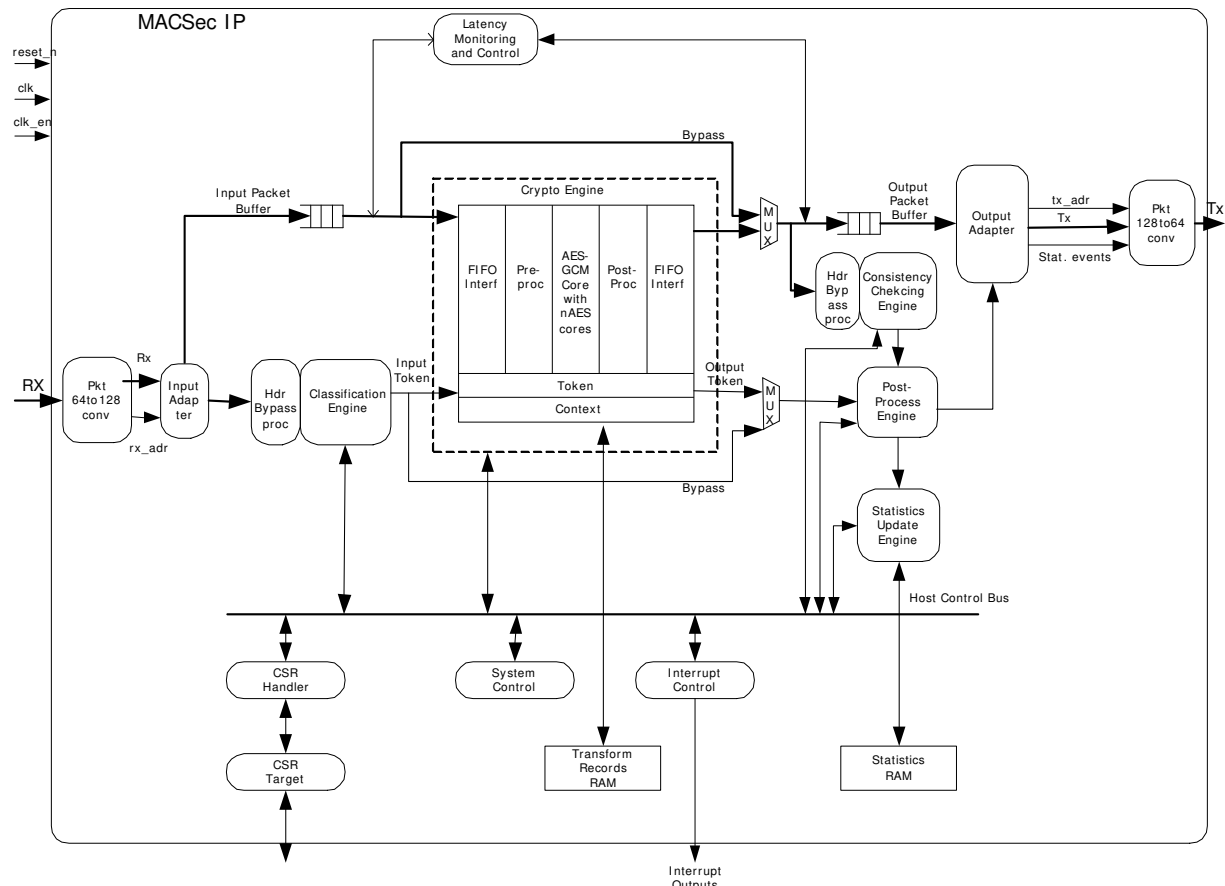 MACSec IP
Latency
Monitoring
and Control
reset_n
clk
clk_en
Bypass
Input Packet
Buffer
Crypto Engine
FIFO
Interf
Pre-
proc
AES-
GCM
Core
with
nAES
cores
Post-
Proc
FIFO
Interf
Token
Context
M
U
X
Output
Packet
Buffer
Output
Adapter
tx_adr
Tx
Stat. events
Pkt
128to64
conv
Tx
Hdr
Byp
ass
proc
Consistency
Chekcing
Engine
RX
Pkt
64to128
conv
Rx
rx_adr
Input
Adap
ter
Hdr
Bypass
proc
Classification
Engine
Input
Token
Output
Token
M
U
X
Bypass
Post-
Process
Engine
Statistics
Update
Engine
Host Control Bus
CSR
Handler
System
Control
Interrupt
Control
CSR
Target
Transform
Records
RAM
Statistics
RAM
Interrupt
Outputs